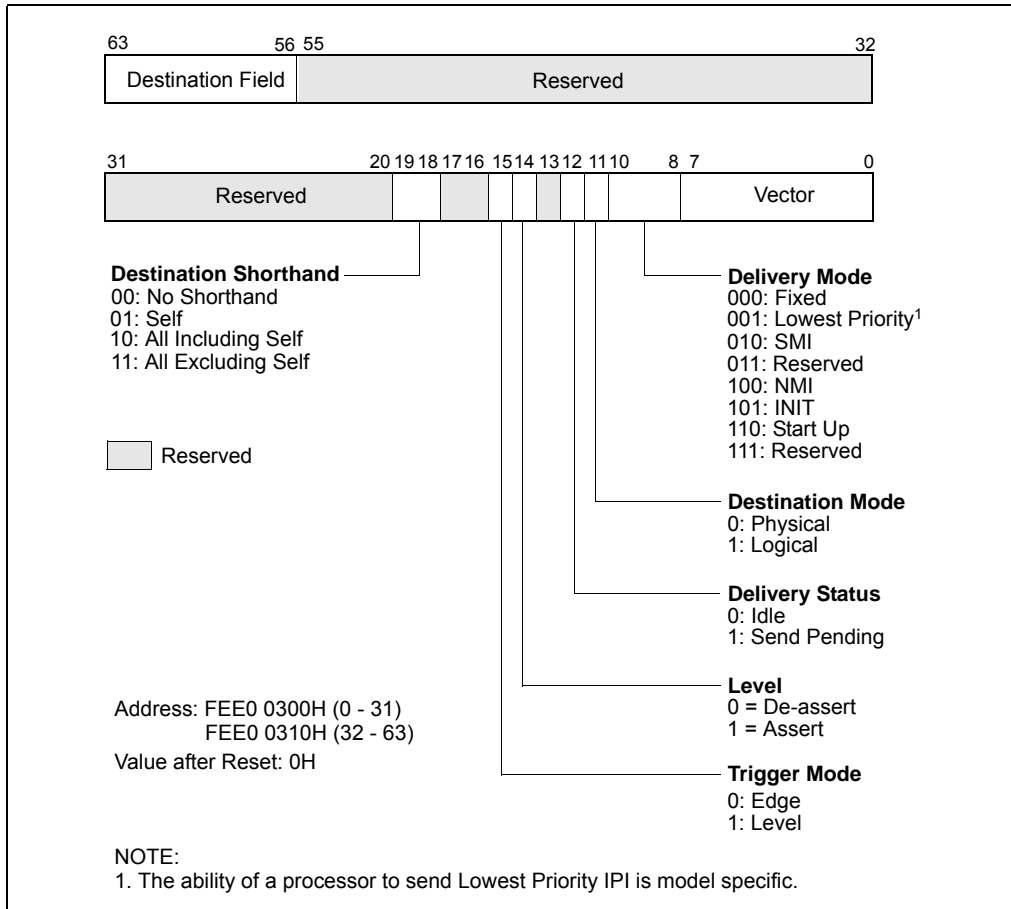 63 56 55 32
Destination Field Reserved
31 20 19 18 17 16 15 14 13 12 11 10 8 7 0
Reserved Vector
Destination Shorthand
00: No Shorthand
01: Self
10: All Including Self
11: All Excluding Self
Reserved
Delivery Mode
000: Fixed
001: Lowest Priority1
010: SMI
011: Reserved
100: NMI
101: INIT
110: Start Up
111: Reserved
Destination Mode
0: Physical
1: Logical
Delivery Status
0: Idle
1: Send Pending
Level
0 = De-assert
1 = Assert
Trigger Mode
0: Edge
1: Level
Address: FEE0 0300H (0 - 31)
FEE0 0310H (32 - 63)
Value after Reset: 0H
NOTE:
1. The ability of a processor to send Lowest Priority IPI is model specific.